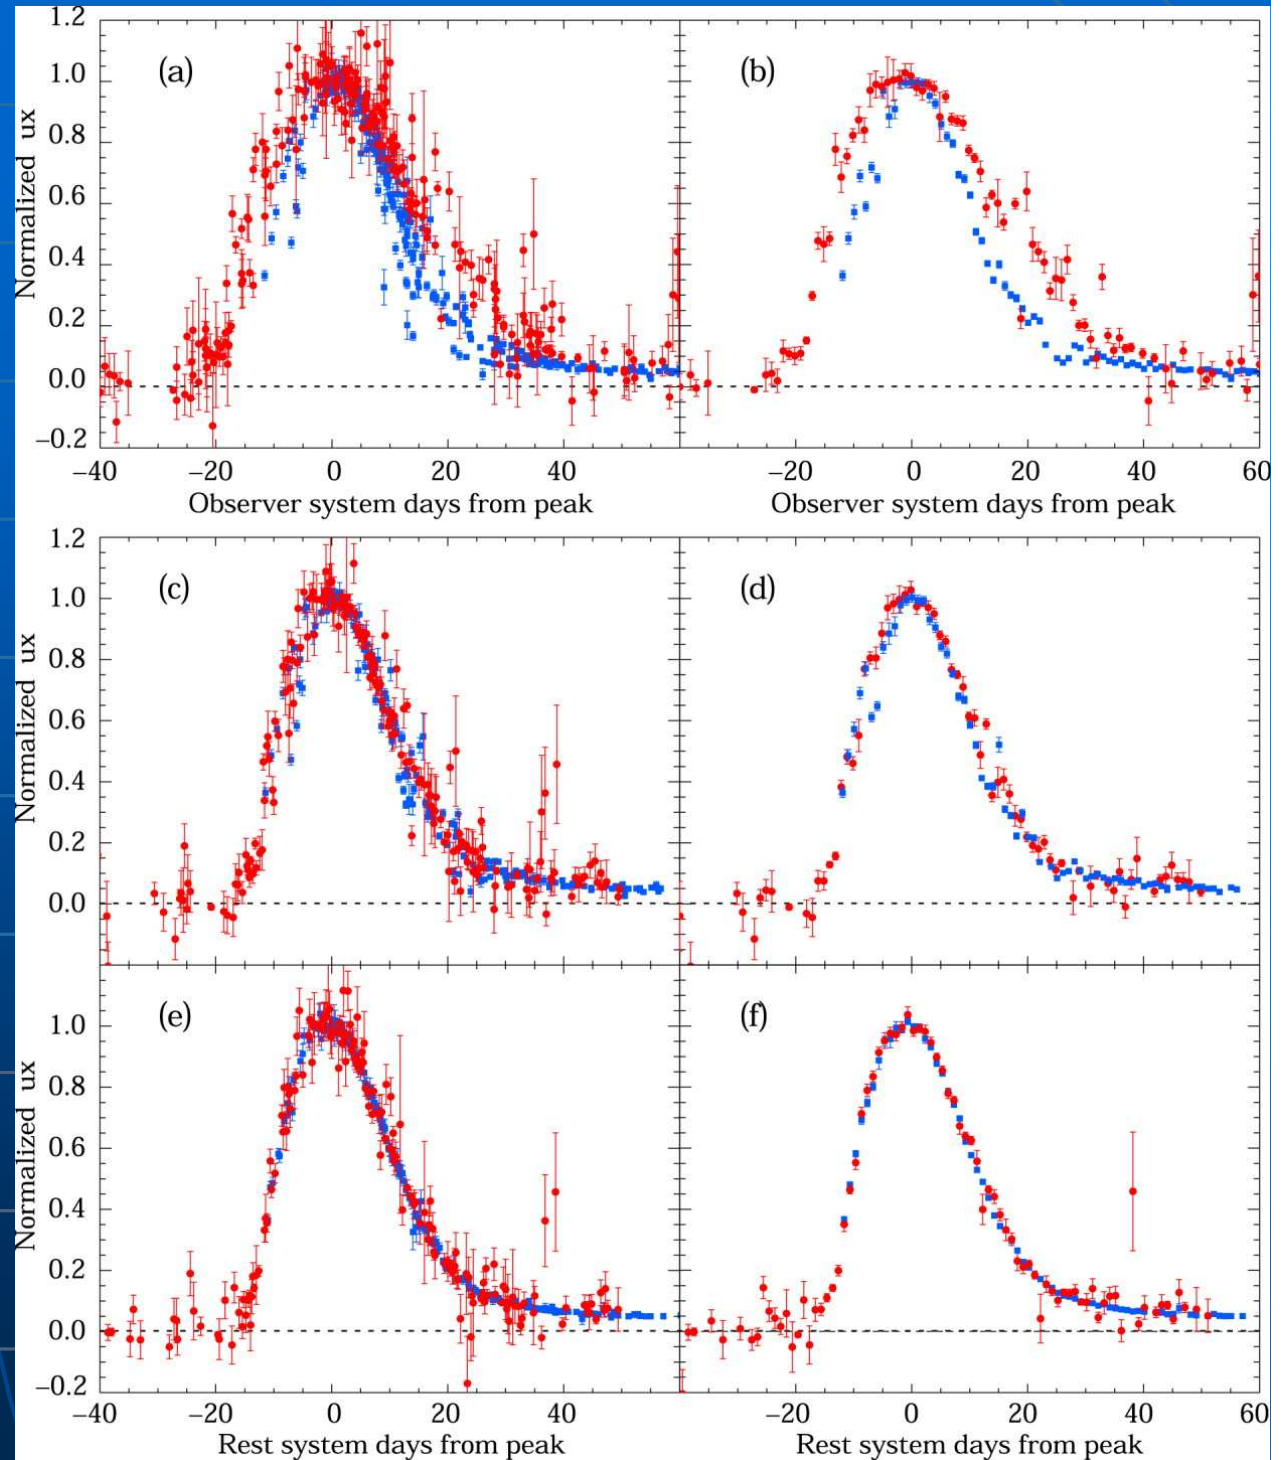 1.2
1.0
0.8
0.6
0.4
0.2
0.0
−0.2
Normalized ux
(a)
(b)
−40 −20 0 20 40
−20 0 20 40 60
Observer system days from peak
Observer system days from peak
1.2
1.0
0.8
0.6
0.4
0.2
0.0
Normalized ux
(c)
(d)
1.0
0.8
0.6
0.4
0.2
0.0
−0.2
Normalized ux
(e)
(f)
−40 −20 0 20 40
−20 0 20 40 60
Rest system days from peak
Rest system days from peak